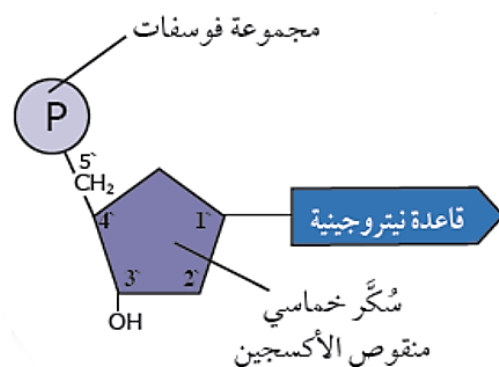 مجموعة فوسفات
P
5`
CH₂
4`
1`
قاعدة نيتروجينية
3`
2`
OH
سُكَّر خماسي
منقوص الأكسجين